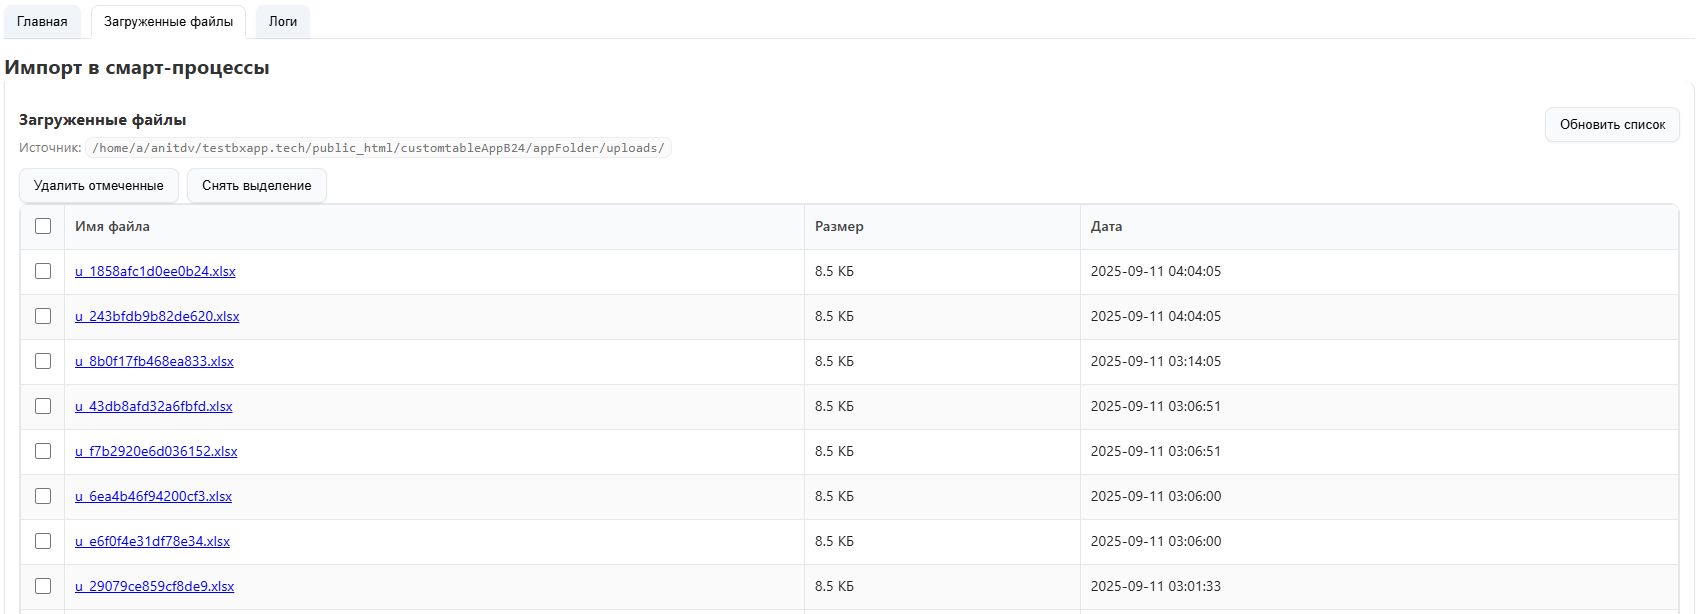 Главная Загруженные файлы Логи
Импорт в смарт-процессы
Загруженные файлы
Обновить список
Источник: /home/a/anitdv/testbxapp.tech/public_html/customtableAppB24/appFolder/uploads/
Удалить отмеченные Снять выделение
Имя файла Размер Дата
u_1858afc1d0ee0b24.xlsx 8.5 КБ 2025-09-11 04:04:05
u_243bfdb9b82de620.xlsx 8.5 КБ 2025-09-11 04:04:05
u_8b0f17fb468ea833.xlsx 8.5 КБ 2025-09-11 03:14:05
u_43db8afd32a6fbfd.xlsx 8.5 КБ 2025-09-11 03:06:51
u_f7b2920e6d036152.xlsx 8.5 КБ 2025-09-11 03:06:51
u_6ea4b46f94200cf3.xlsx 8.5 КБ 2025-09-11 03:06:00
u_e6f0f4e31df78e34.xlsx 8.5 КБ 2025-09-11 03:06:00
u_29079ce859cf8de9.xlsx 8.5 КБ 2025-09-11 03:01:33